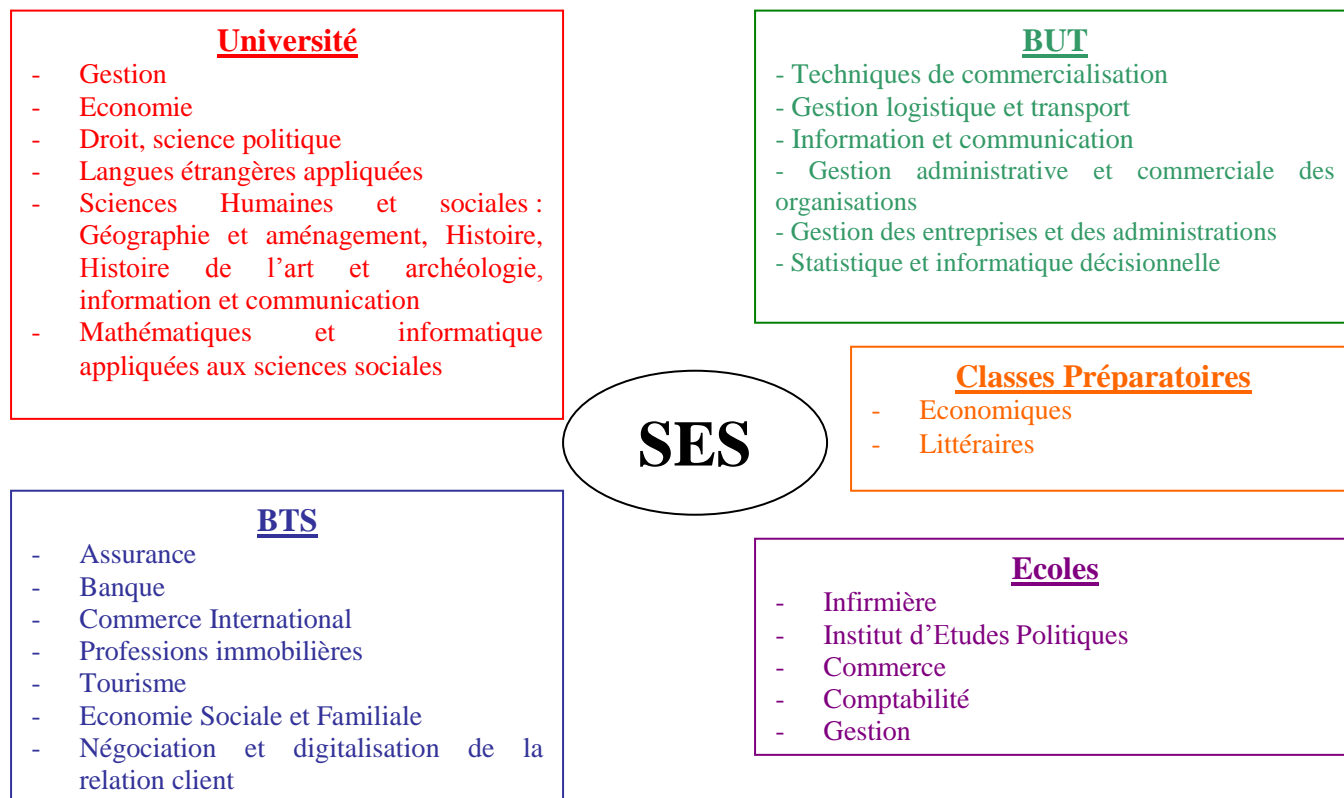 Université
- Gestion
- Economie
- Droit, science politique
- Langues étrangères appliquées
- Sciences Humaines et sociales :
Géographie et aménagement, Histoire,
Histoire de l’art et archéologie,
information et communication
- Mathématiques et informatique
appliquées aux sciences sociales
BUT
- Techniques de commercialisation
- Gestion logistique et transport
- Information et communication
- Gestion administrative et commerciale des
organisations
- Gestion des entreprises et des administrations
- Statistique et informatique décisionnelle
Classes Préparatoires
- Economiques
- Littéraires
SES
BTS
- Assurance
- Banque
- Commerce International
- Professions immobilières
- Tourisme
- Economie Sociale et Familiale
- Négociation et digitalisation de la
relation client
Ecoles
- Infirmière
- Institut d’Etudes Politiques
- Commerce
- Comptabilité
- Gestion